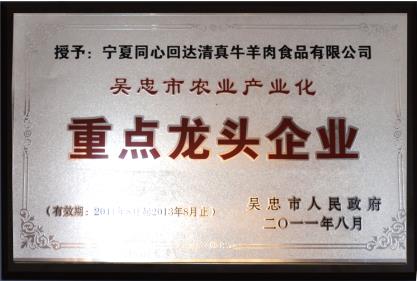 授予：宁夏同心回达清真牛羊肉食品有限公司
吴忠市农业产业化
重点龙头企业
（有效期：2011年8月起2013年8月止）
吴忠市人民政府
二〇一一年八月